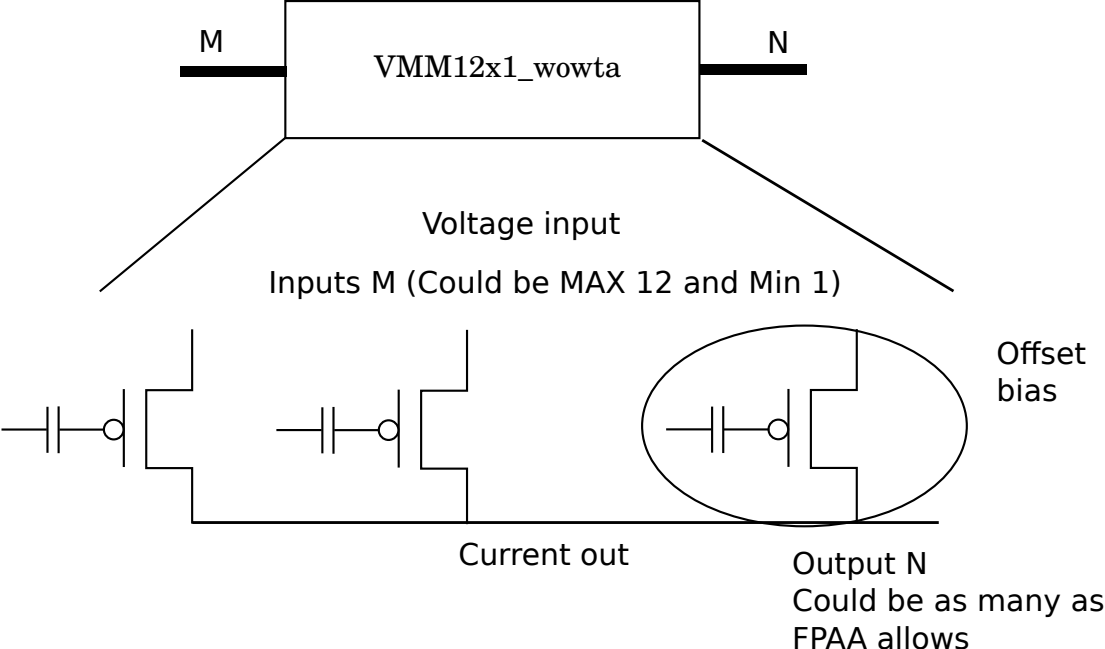 M
VMM12x1_wowta
N
Voltage input
Inputs M (Could be MAX 12 and Min 1)
Offset
bias
Current out
Output N
Could be as many as
FPAA allows